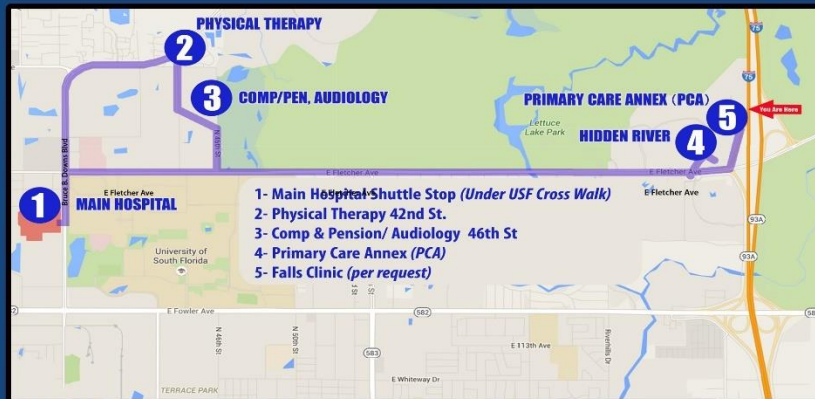 PHYSICAL THERAPY
2
75
3
COMP/PEN, AUDIOLOGY
75
PRIMARY CARE ANNEX (PCA)
5
You Are Here
Lettuce
Lake Park
HIDDEN RIVER
4
N 46th St
Bruce B. Downs Blvd
E Fletcher Ave
E Fletcher Ave
E Fletcher Ave
E Fletcher Ave
1
MAIN HOSPITAL
1- Main Hospital Shuttle Stop (Under USF Cross Walk)
2- Physical Therapy 42nd St.
3- Comp & Pension/ Audiology 46th St
4- Primary Care Annex (PCA)
5- Falls Clinic (per request)
93A
University of
South Florida
93A
E Fowler Ave
582
N 46th St
N 50th St
583
E 113th Ave
Riverhills Dr
E Whiteway Dr
TERRACE PARK